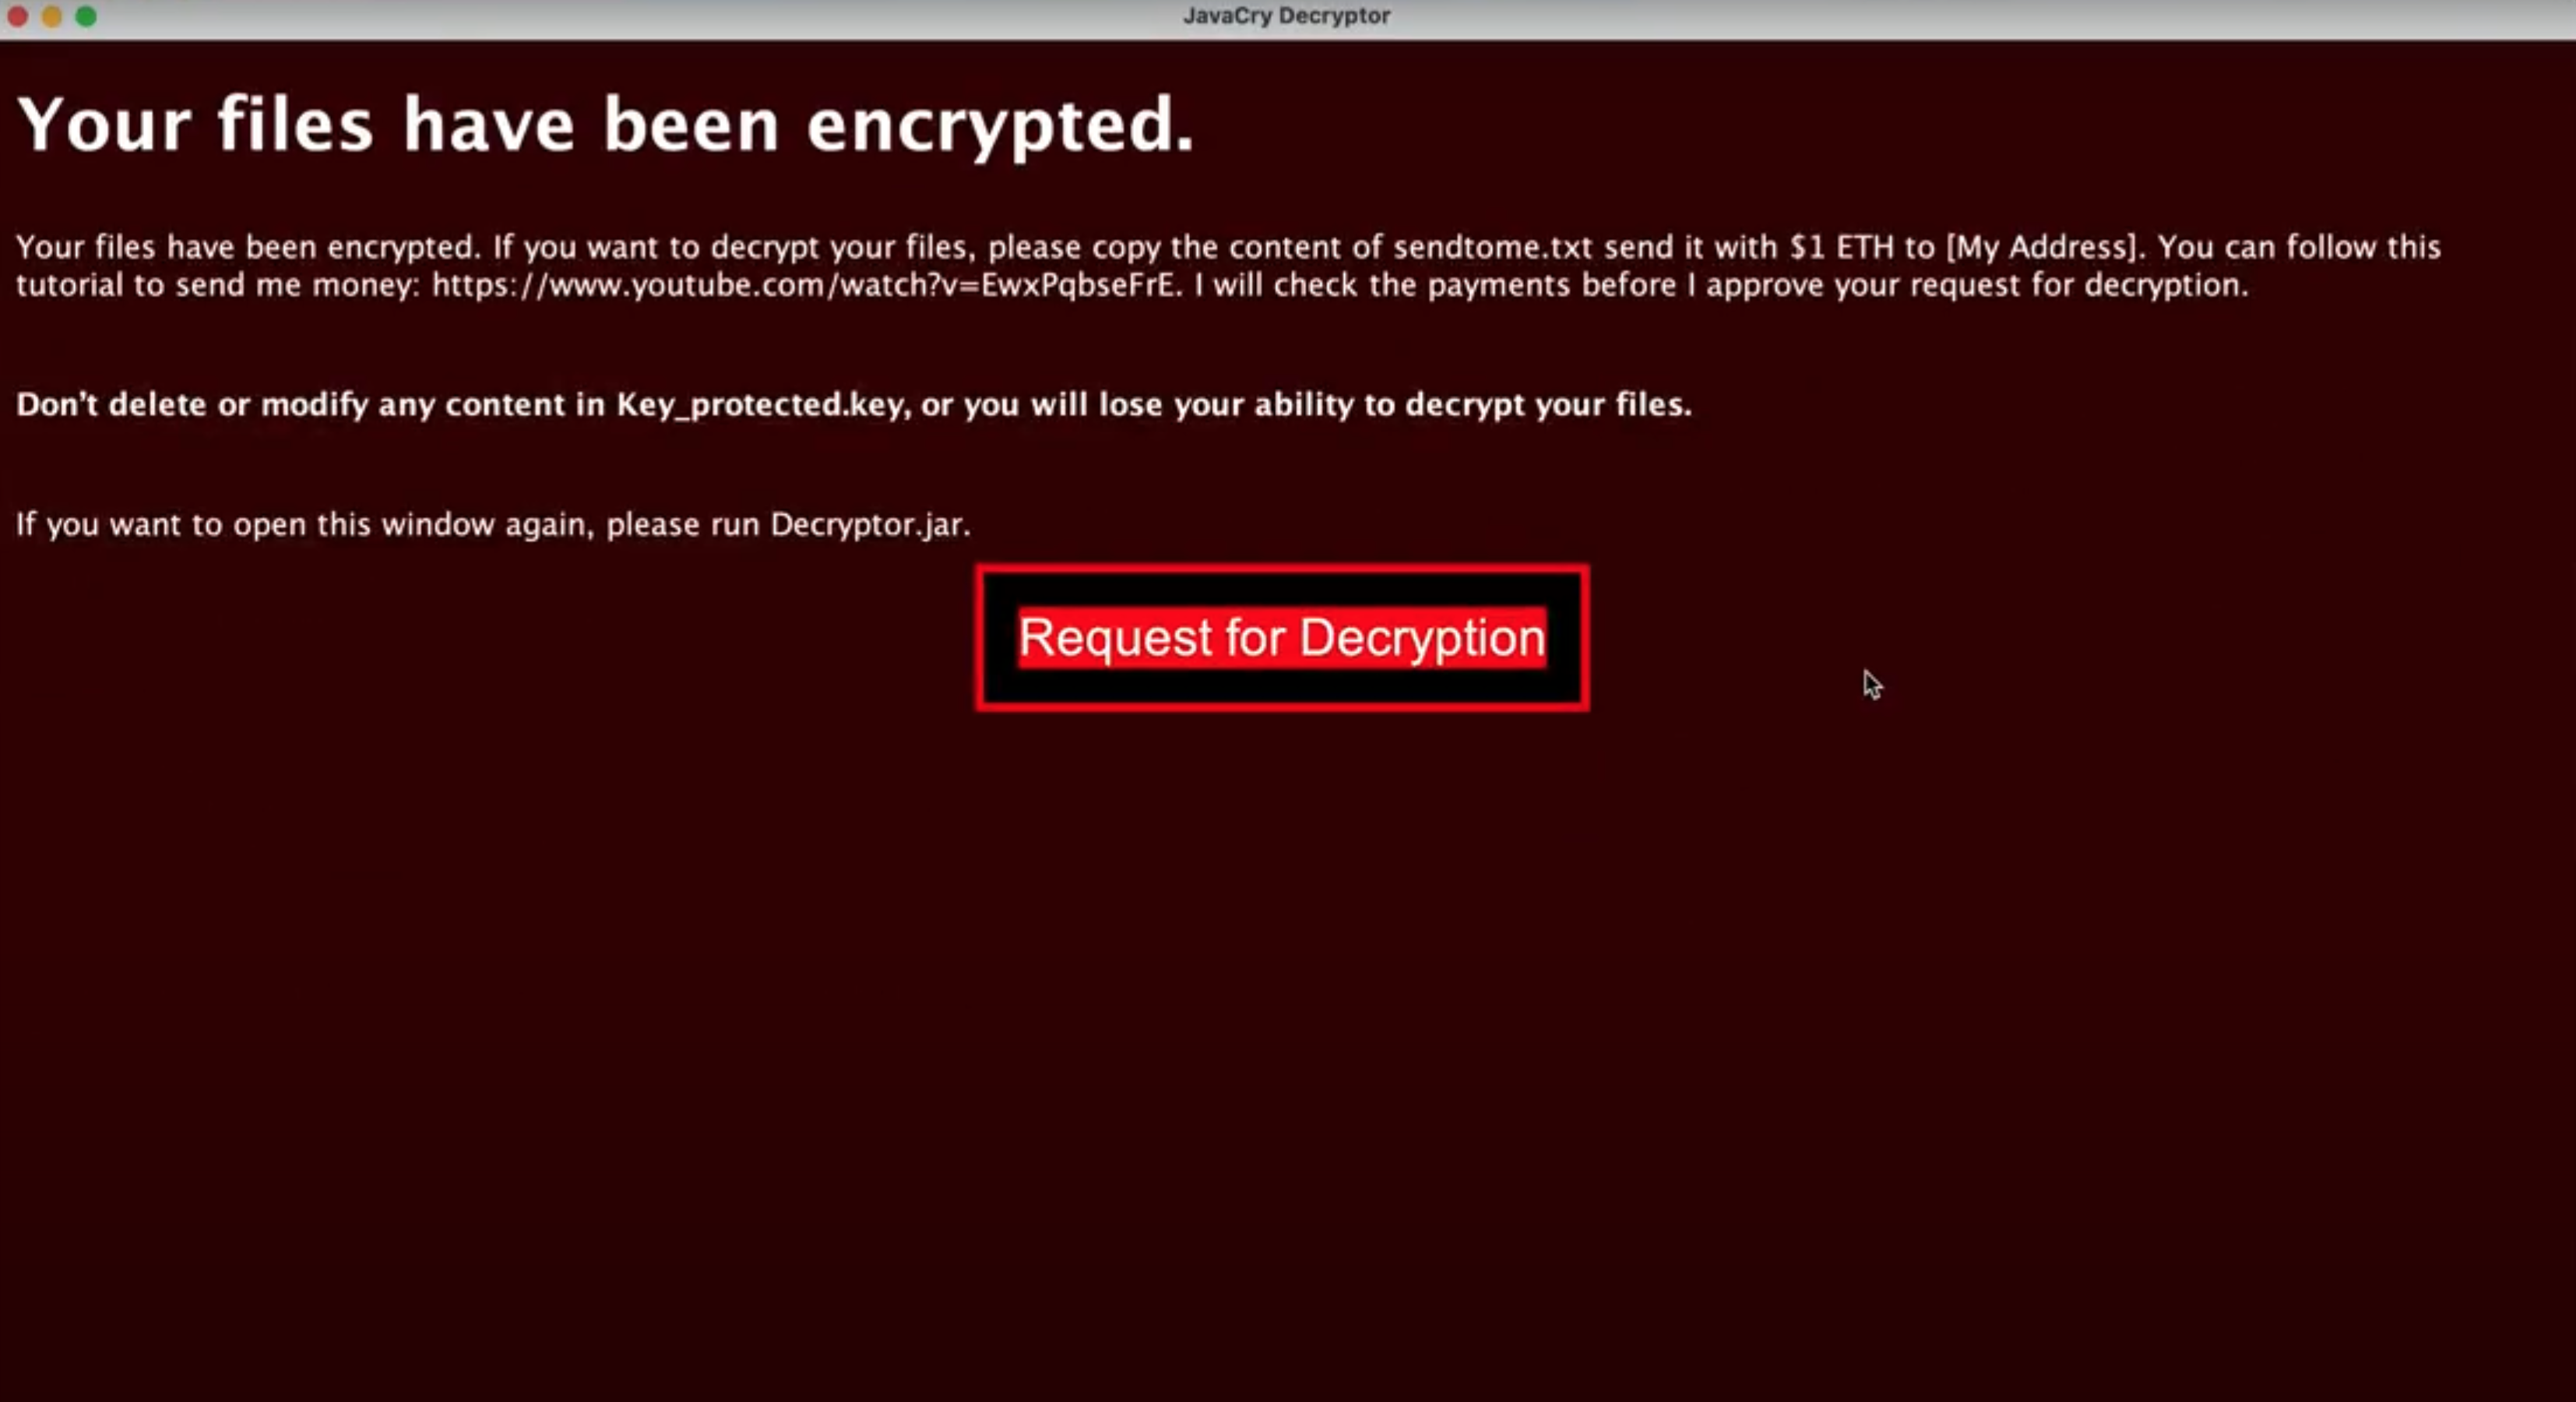 JavaCry Decryptor
Your files have been encrypted.
Your files have been encrypted. If you want to decrypt your files, please copy the content of sendtome.txt send it with $1 ETH to [My Address]. You can follow this
tutorial to send me money: https://www.youtube.com/watch?v=EwxPqbseFrE. I will check the payments before I approve your request for decryption.
Don't delete or modify any content in Key_protected.key, or you will lose your ability to decrypt your files.
If you want to open this window again, please run Decryptor.jar.
Request for Decryption